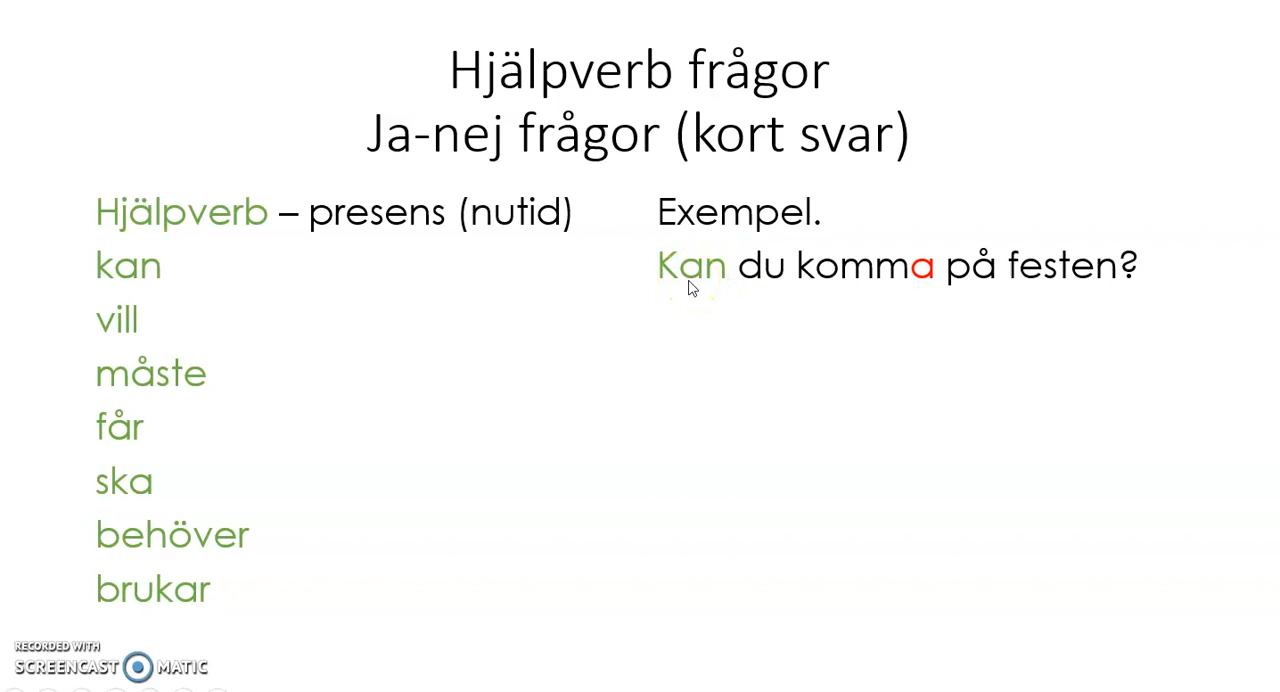 Hjälpverb frågor
Ja-nej frågor (kort svar)
Hjälpverb – presens (nutid)
kan
vill
måste
får
ska
behöver
brukar
Exempel.
Kan du komma på festen?
RECORDED WITH
SCREENCAST MATIC